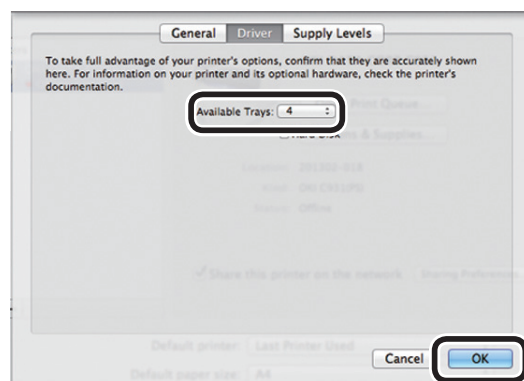 General Driver Supply Levels
To take full advantage of your printer's options, confirm that they are accurately shown
here. For information on your printer and its optional hardware, check the printer's
documentation.
Available Trays: 4
Print Queue...
Hard Disk
& Supplies...
Location: 201302-018
Kind: OKI C931(PS)
Status: Offline
Share this printer on the network Sharing Preferences...
Default printer: Last Printer Used
Cancel OK
Default paper size: A4